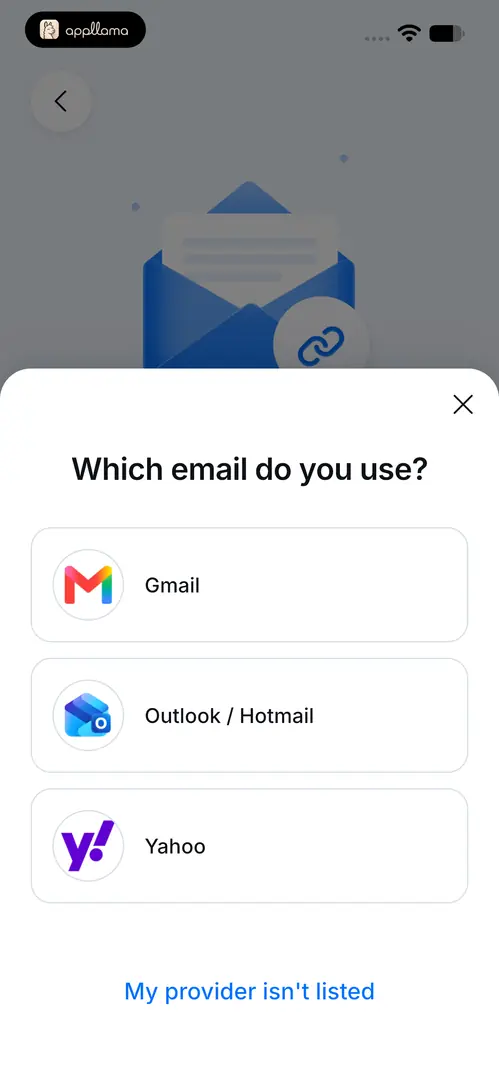 appllama
Which email do you use?
Gmail
Outlook / Hotmail
Yahoo
My provider isn't listed